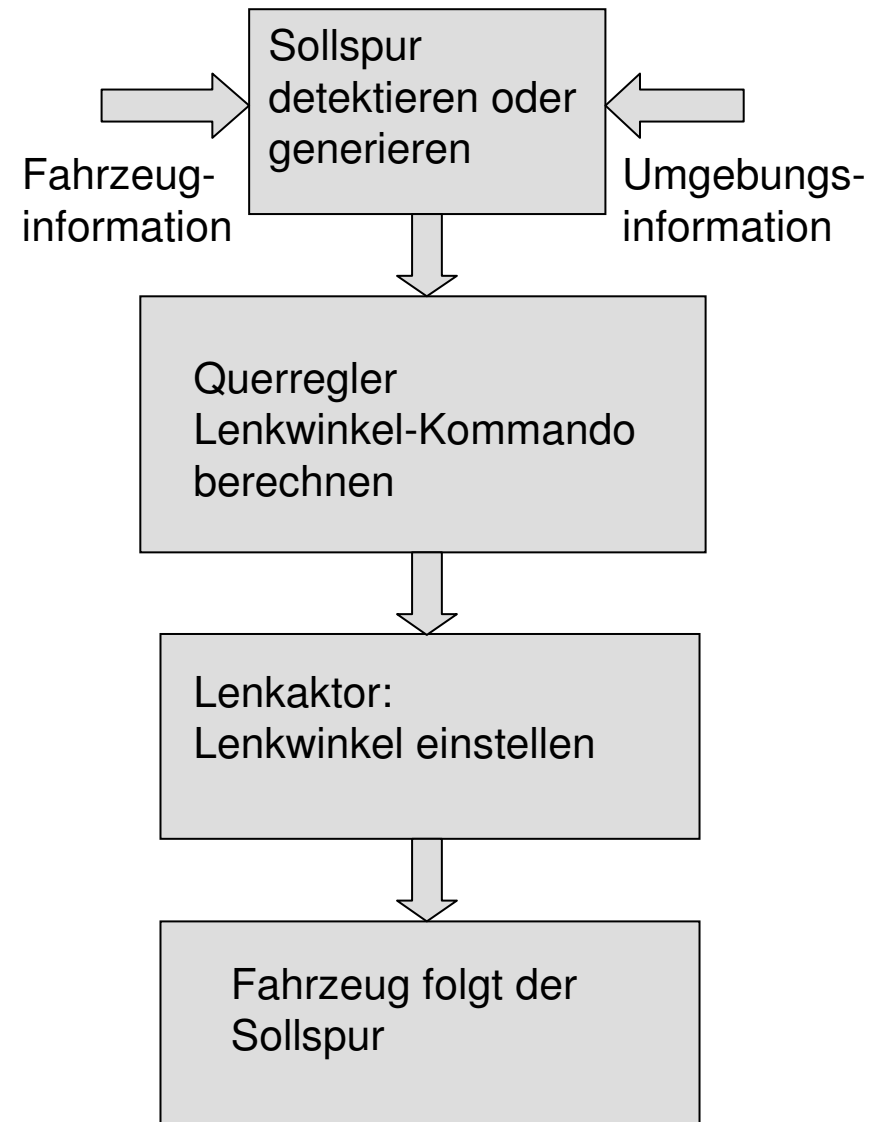 Sollspur
detektieren oder
generieren
Fahrzeug-
information
Umgebungs-
information
Querregler
Lenkwinkel-Kommando
berechnen
Lenkaktor:
Lenkwinkel einstellen
Fahrzeug folgt der
Sollspur